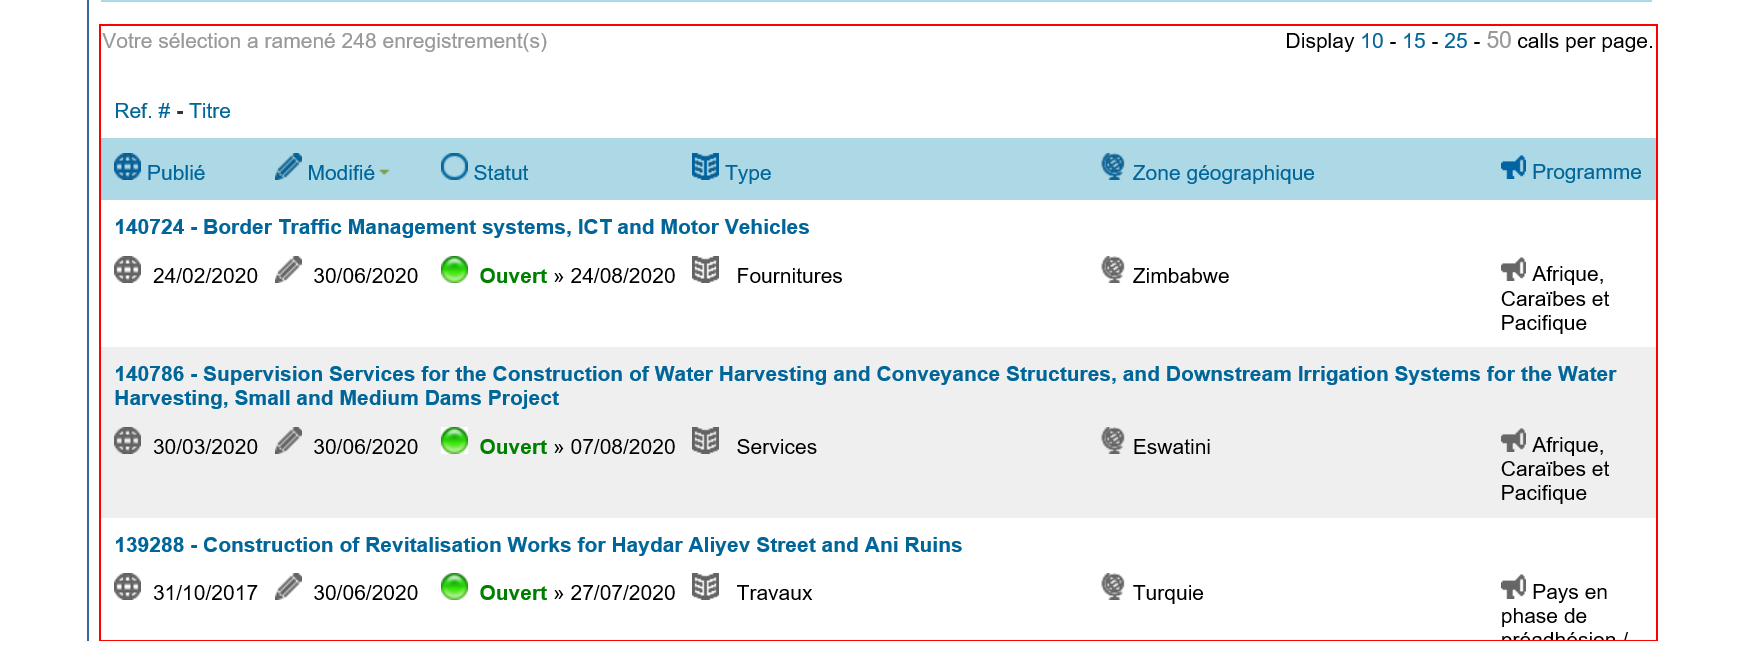 Votre sélection a ramené 248 enregistrement(s)
Display 10 - 15 - 25 - 50 calls per page.
Ref. # - Titre
Publié Modifié Statut Type Zone géographique Programme
140724 - Border Traffic Management systems, ICT and Motor Vehicles
24/02/2020 30/06/2020 Ouvert » 24/08/2020 Fournitures Zimbabwe Afrique,
Caraïbes et
Pacifique
140786 - Supervision Services for the Construction of Water Harvesting and Conveyance Structures, and Downstream Irrigation Systems for the Water
Harvesting, Small and Medium Dams Project
30/03/2020 30/06/2020 Ouvert » 07/08/2020 Services Eswatini Afrique,
Caraïbes et
Pacifique
139288 - Construction of Revitalisation Works for Haydar Aliyev Street and Ani Ruins
31/10/2017 30/06/2020 Ouvert » 27/07/2020 Travaux Turquie Pays en
phase de
préadhésion /